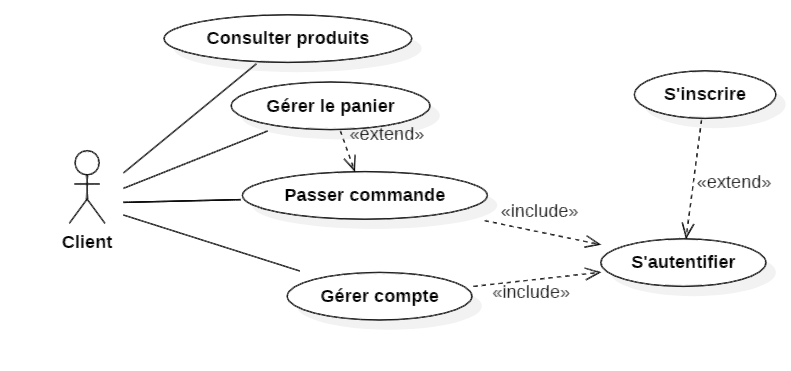 Consulter produits
Gérer le panier
S'inscrire
«extend»
Passer commande
«extend»
«include»
Client
S'autentifier
Gérer compte
«include»